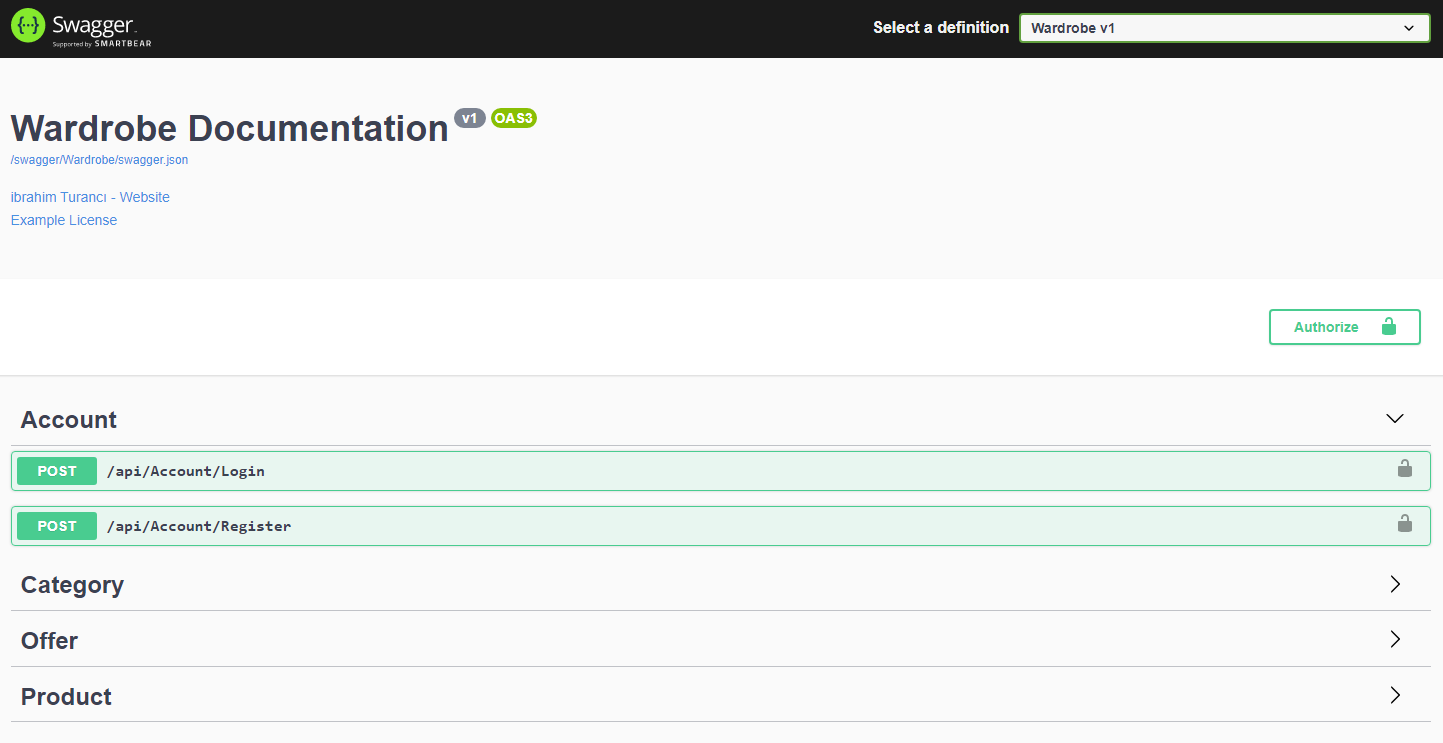 Swagger
Supported by SMARTBEAR
Select a definition
Wardrobe v1
Wardrobe Documentation v1 OAS3
/swagger/Wardrobe/swagger.json
ibrahim Turancı - Website
Example License
Authorize
Account
POST /api/Account/Login
POST /api/Account/Register
Category
Offer
Product